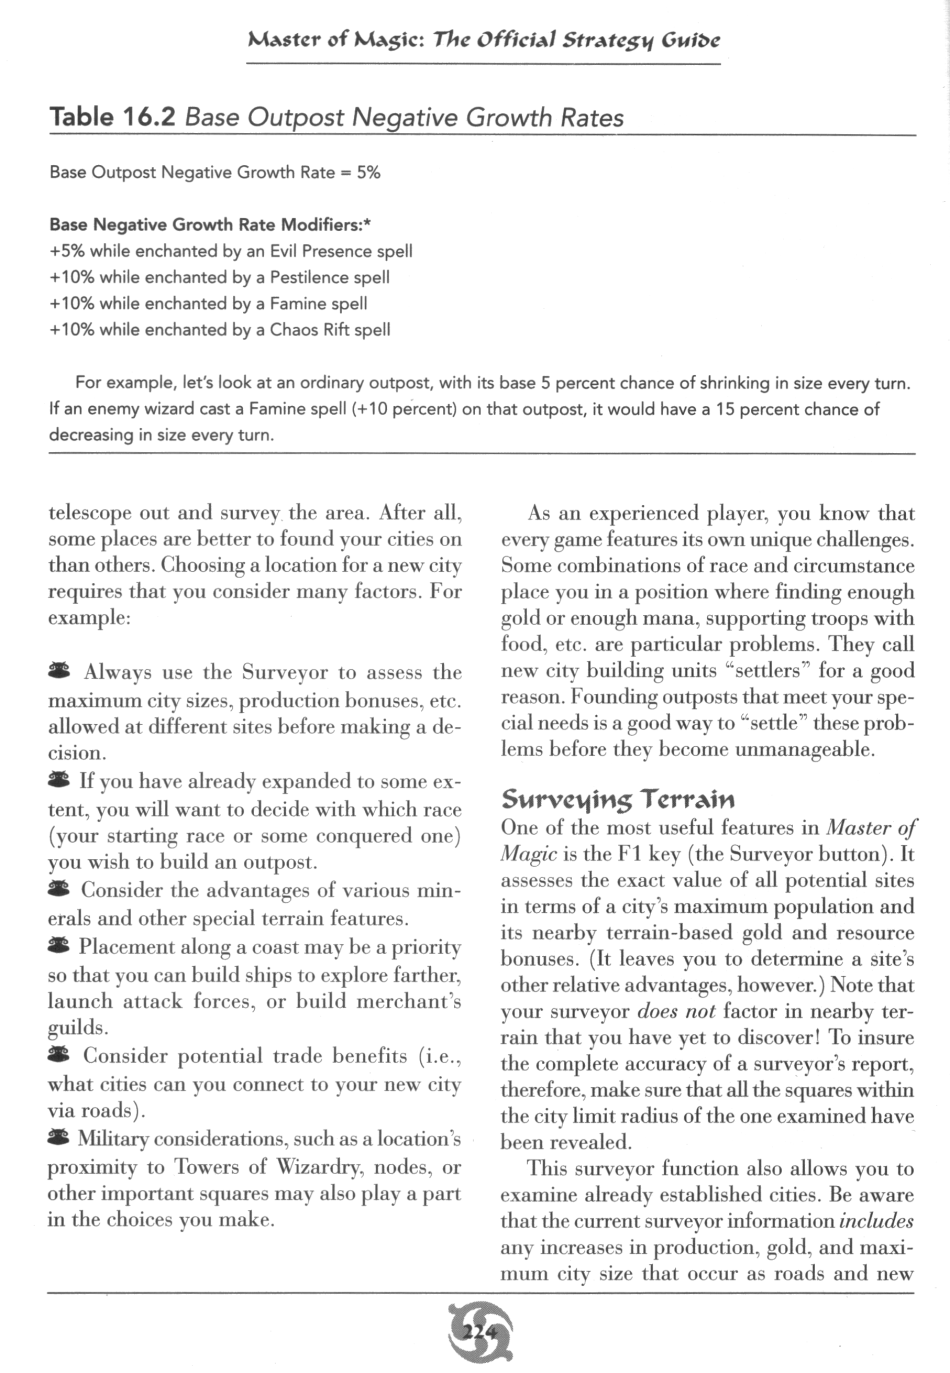 Master of Magic: The Official Strategy Guide
Table 16.2 Base Outpost Negative Growth Rates
Base Outpost Negative Growth Rate = 5%
Base Negative Growth Rate Modifiers:*
+5% while enchanted by an Evil Presence spell
+10% while enchanted by a Pestilence spell
+10% while enchanted by a Famine spell
+10% while enchanted by a Chaos Rift spell
For example, let's look at an ordinary outpost, with its base 5 percent chance of shrinking in size every turn.
If an enemy wizard cast a Famine spell (+10 percent) on that outpost, it would have a 15 percent chance of
decreasing in size every turn.
telescope out and survey the area. After all,
some places are better to found your cities on
than others. Choosing a location for a new city
requires that you consider many factors. For
example:
Always use the Surveyor to assess the
maximum city sizes, production bonuses, etc.
allowed at different sites before making a de-
cision.
If you have already expanded to some ex-
tent, you will want to decide with which race
(your starting race or some conquered one)
you wish to build an outpost.
Consider the advantages of various min-
erals and other special terrain features.
Placement along a coast may be a priority
so that you can build ships to explore farther,
launch attack forces, or build merchant's
guilds.
Consider potential trade benefits (i.e.,
what cities can you connect to your new city
via roads).
Military considerations, such as a location's
proximity to Towers of Wizardry, nodes, or
other important squares may also play a part
in the choices you make.
As an experienced player, you know that
every game features its own unique challenges.
Some combinations of race and circumstance
place you in a position where finding enough
gold or enough mana, supporting troops with
food, etc. are particular problems. They call
new city building units "settlers" for a good
reason. Founding outposts that meet your spe-
cial needs is a good way to "settle" these prob-
lems before they become unmanageable.
Surveying Terrain
One of the most useful features in Master of
Magic is the F1 key (the Surveyor button). It
assesses the exact value of all potential sites
in terms of a city's maximum population and
its nearby terrain-based gold and resource
bonuses. (It leaves you to determine a site's
other relative advantages, however.) Note that
your surveyor does not factor in nearby ter-
rain that you have yet to discover! To insure
the complete accuracy of a surveyor's report,
therefore, make sure that all the squares within
the city limit radius of the one examined have
been revealed.
This surveyor function also allows you to
examine already established cities. Be aware
that the current surveyor information includes
any increases in production, gold, and maxi-
mum city size that occur as roads and new
224